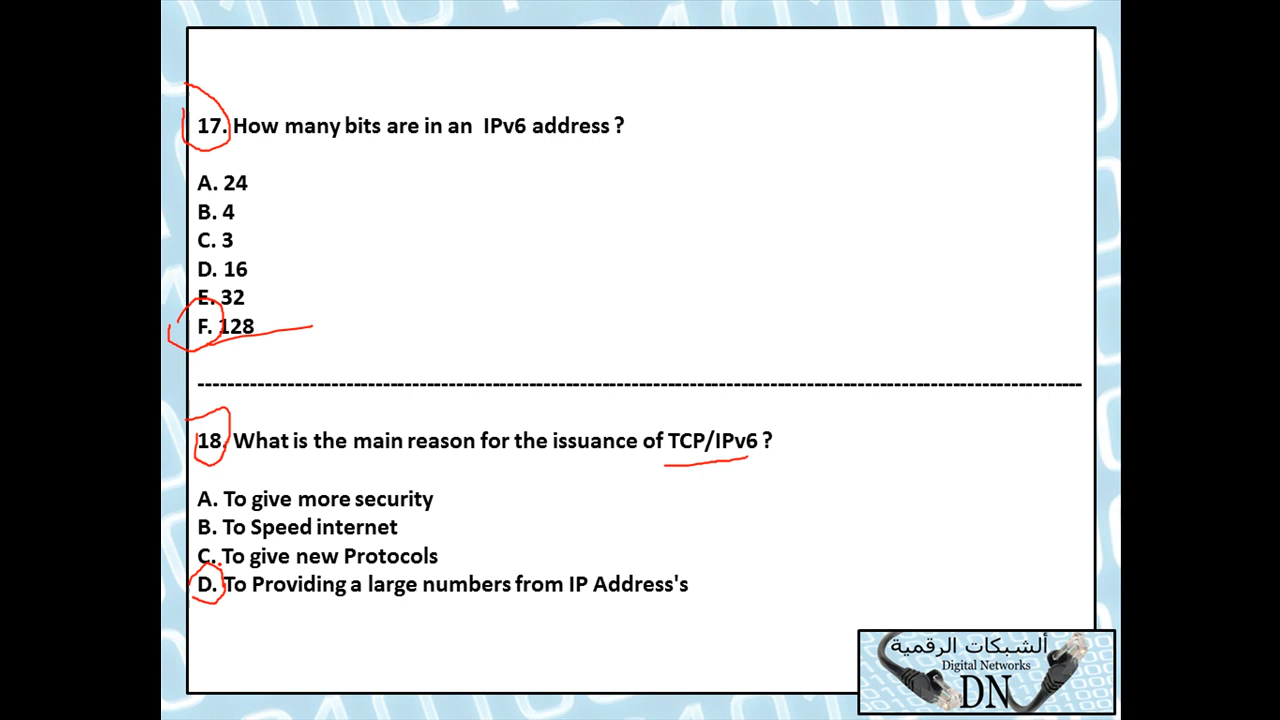 17. How many bits are in an IPv6 address ?
A. 24
B. 4
C. 3
D. 16
E. 32
F. 128
--------------------------------------------------------------------------------------------------------------
18. What is the main reason for the issuance of TCP/IPv6 ?
A. To give more security
B. To Speed internet
C. To give new Protocols
D. To Providing a large numbers from IP Address's
ألشبكات الرقمية
Digital Networks
DN